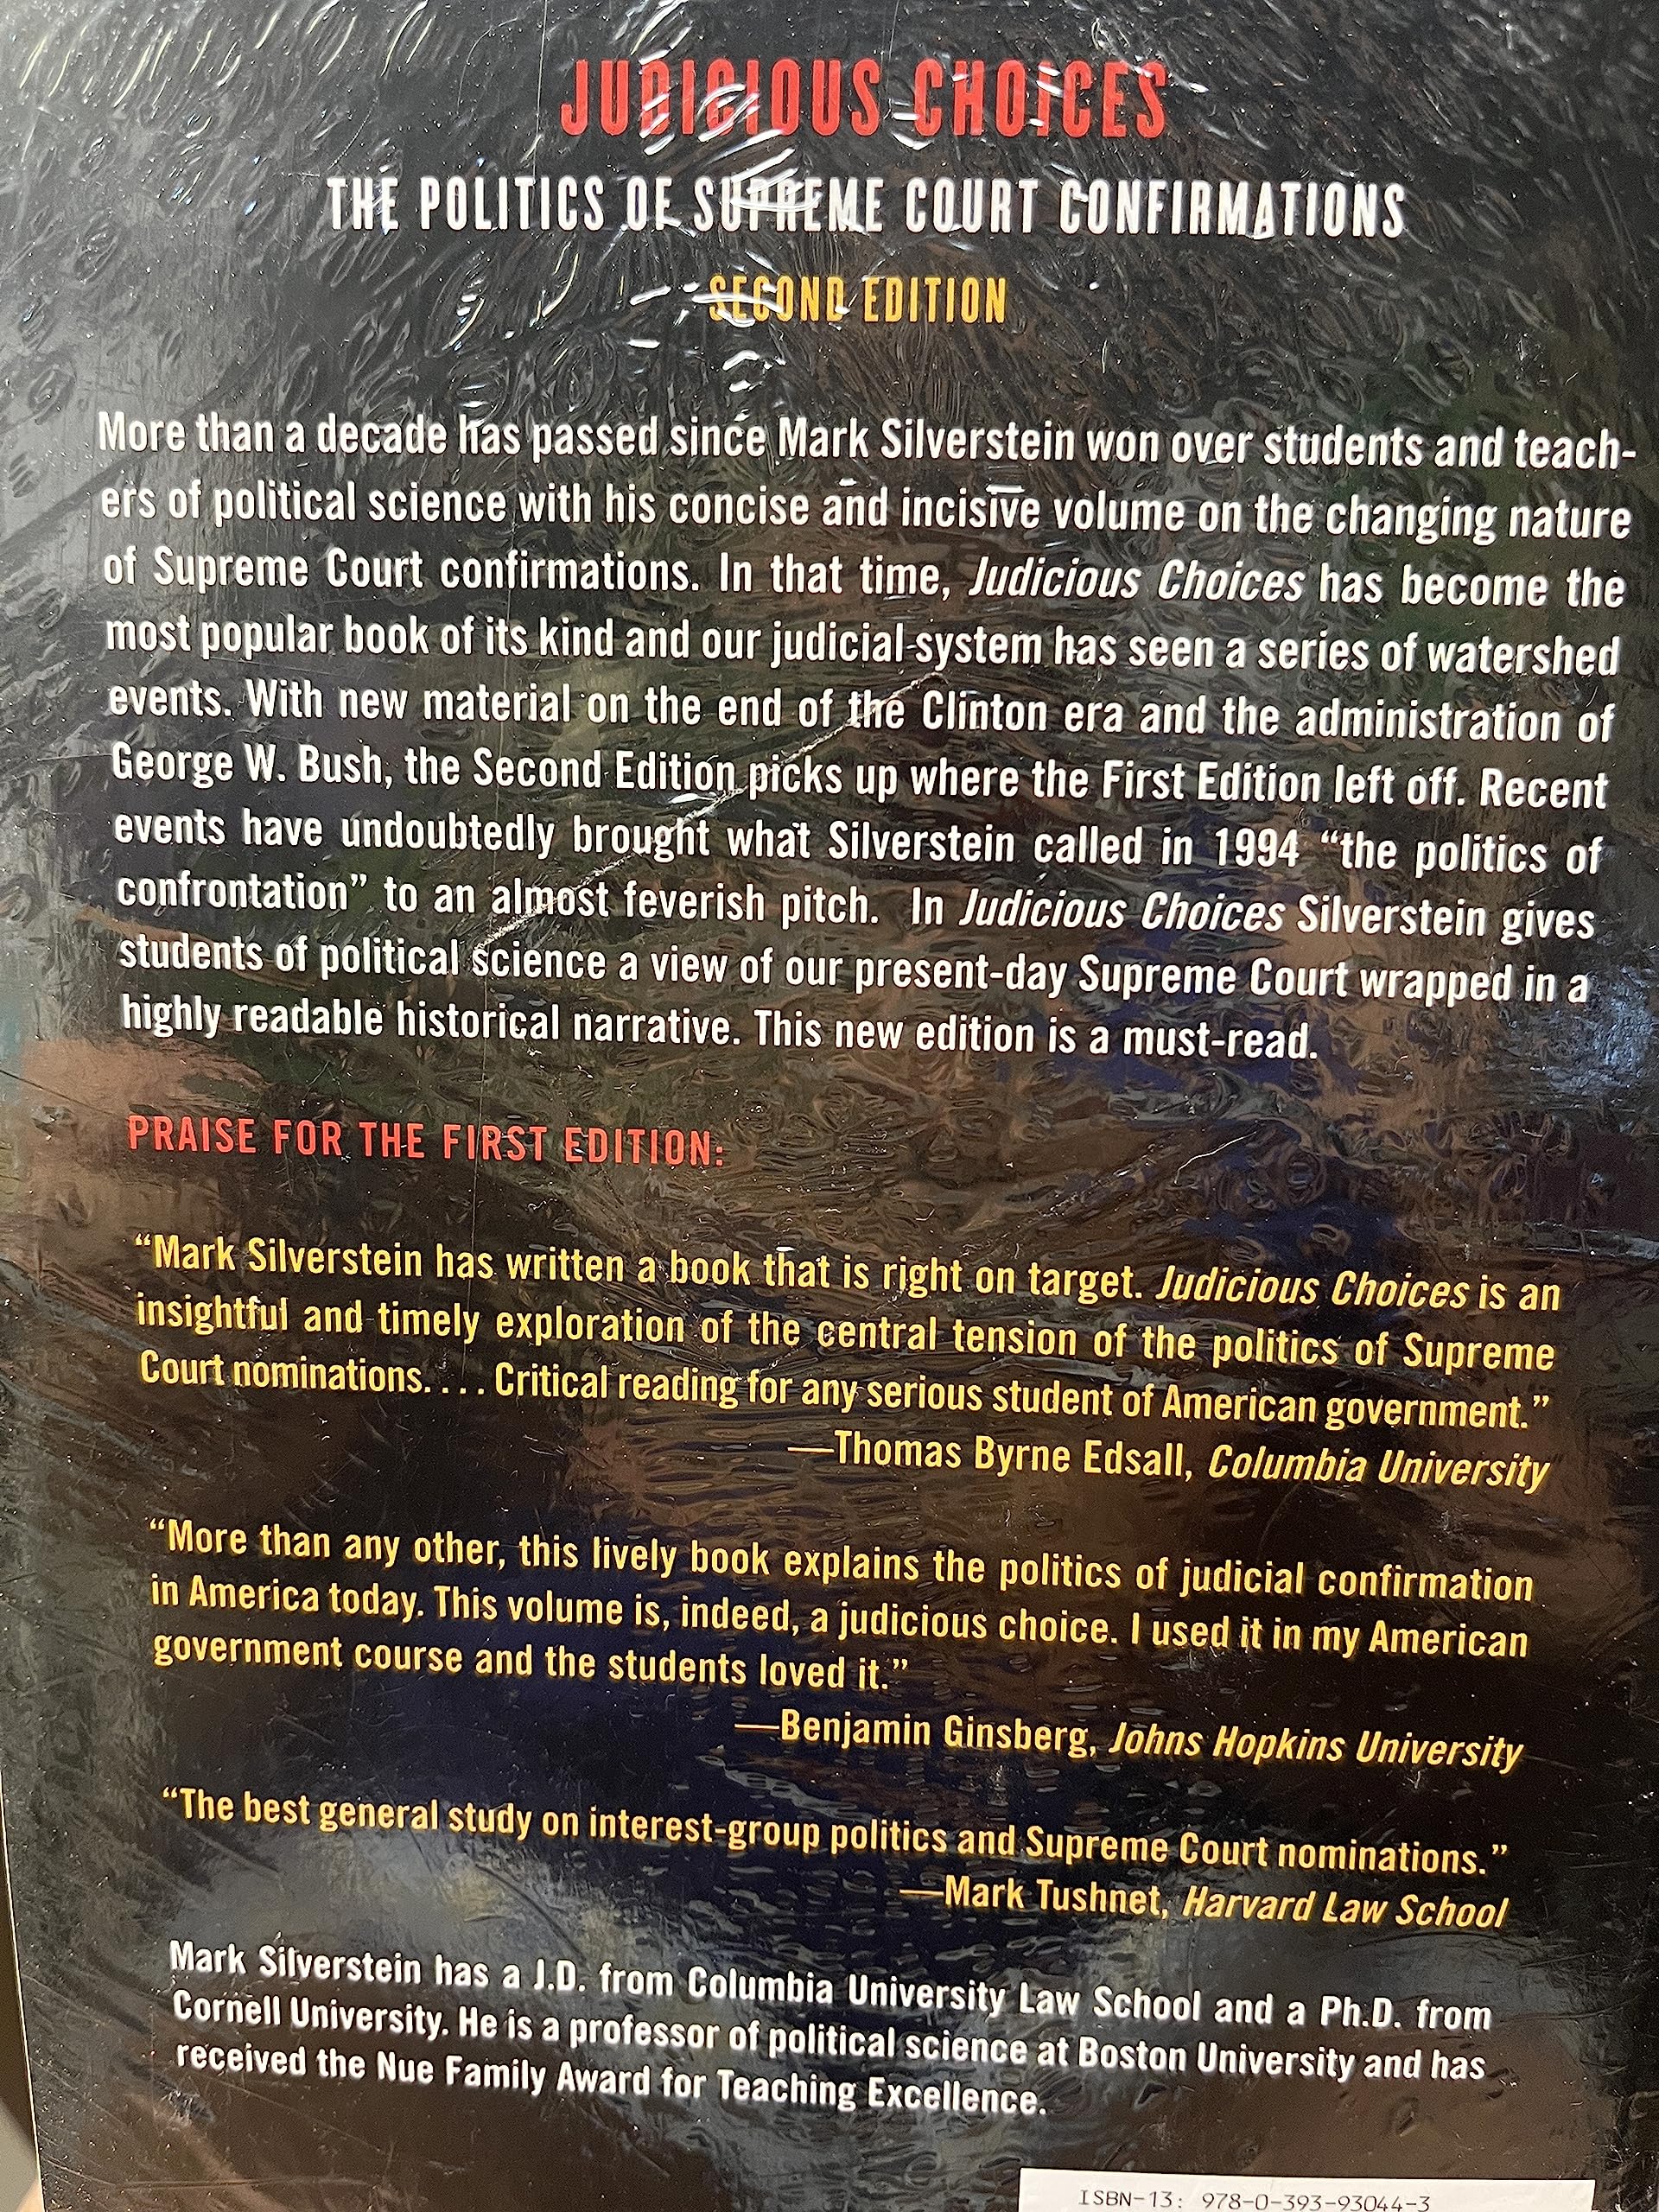 JUDICIOUS CHOICES
THE POLITICS OF SUPREME COURT CONFIRMATIONS
SECOND EDITION
More than a decade has passed since Mark Silverstein won over students and teach-
ers of political science with his concise and incisive volume on the changing nature
of Supreme Court confirmations. In that time, Judicious Choices has become the
most popular book of its kind and our judicial system has seen a series of watershed
events. With new material on the end of the Clinton era and the administration of
George W. Bush, the Second Edition picks up where the First Edition left off. Recent
events have undoubtedly brought what Silverstein called in 1994 “the politics of
confrontation” to an almost feverish pitch. In Judicious Choices Silverstein gives
students of political science a view of our present-day Supreme Court wrapped in a
highly readable historical narrative. This new edition is a must-read.
PRAISE FOR THE FIRST EDITION:
“Mark Silverstein has written a book that is right on target. Judicious Choices is an
insightful and timely exploration of the central tension of the politics of Supreme
Court nominations. . . . Critical reading for any serious student of American government.”
—Thomas Byrne Edsall, Columbia University
“More than any other, this lively book explains the politics of judicial confirmation
in America today. This volume is, indeed, a judicious choice. I used it in my American
government course and the students loved it.”
—Benjamin Ginsberg, Johns Hopkins University
“The best general study on interest-group politics and Supreme Court nominations.”
—Mark Tushnet, Harvard Law School
Mark Silverstein has a J.D. from Columbia University Law School and a Ph.D. from
Cornell University. He is a professor of political science at Boston University and has
received the Nue Family Award for Teaching Excellence.
ISBN-13: 978-0-393-93044-3